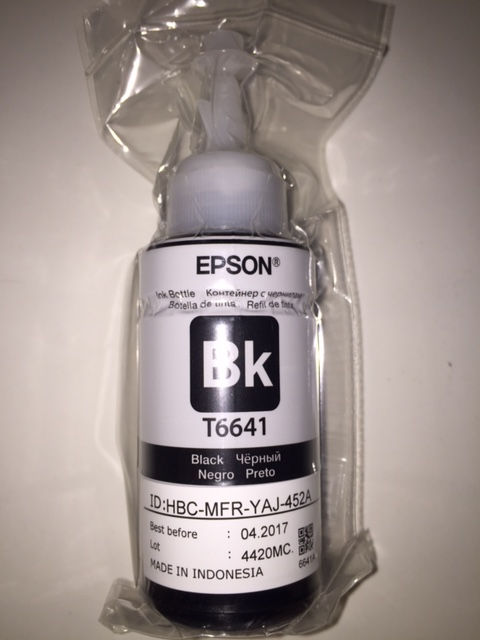 EPSON®
Ink Bottle Контейнер с чернилами
Botella de tinta Refil de tinta
Bk
T6641
Black Чёрный
Negro Preto
ID:HBC-MFR-YAJ-452A
Best before : 04.2017
Lot : 4420MC.
6641A
MADE IN INDONESIA